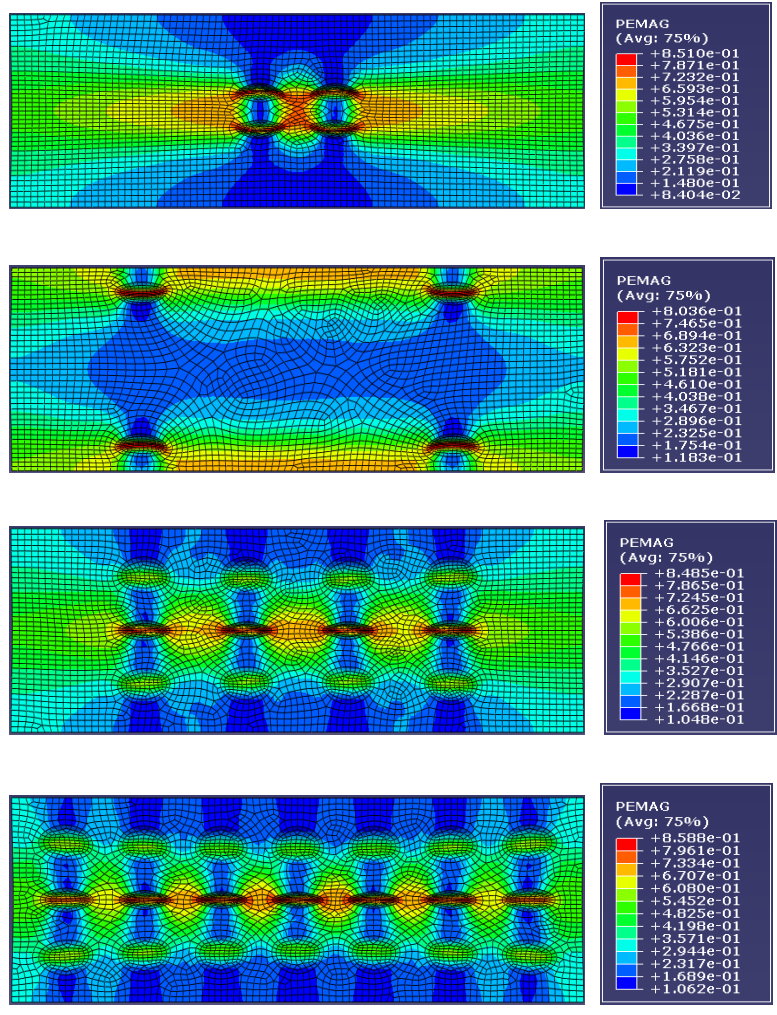 PEMAG
(Avg: 75%)
+8.510e-01
+7.871e-01
+7.232e-01
+6.593e-01
+5.954e-01
+5.314e-01
+4.675e-01
+4.036e-01
+3.397e-01
+2.758e-01
+2.119e-01
+1.480e-01
+8.404e-02
PEMAG
(Avg: 75%)
+8.036e-01
+7.465e-01
+6.894e-01
+6.323e-01
+5.752e-01
+5.181e-01
+4.610e-01
+4.038e-01
+3.467e-01
+2.896e-01
+2.325e-01
+1.754e-01
+1.183e-01
PEMAG
(Avg: 75%)
+8.485e-01
+7.865e-01
+7.245e-01
+6.625e-01
+6.006e-01
+5.386e-01
+4.766e-01
+4.146e-01
+3.527e-01
+2.907e-01
+2.287e-01
+1.668e-01
+1.048e-01
PEMAG
(Avg: 75%)
+8.588e-01
+7.961e-01
+7.334e-01
+6.707e-01
+6.080e-01
+5.452e-01
+4.825e-01
+4.198e-01
+3.571e-01
+2.944e-01
+2.317e-01
+1.689e-01
+1.062e-01